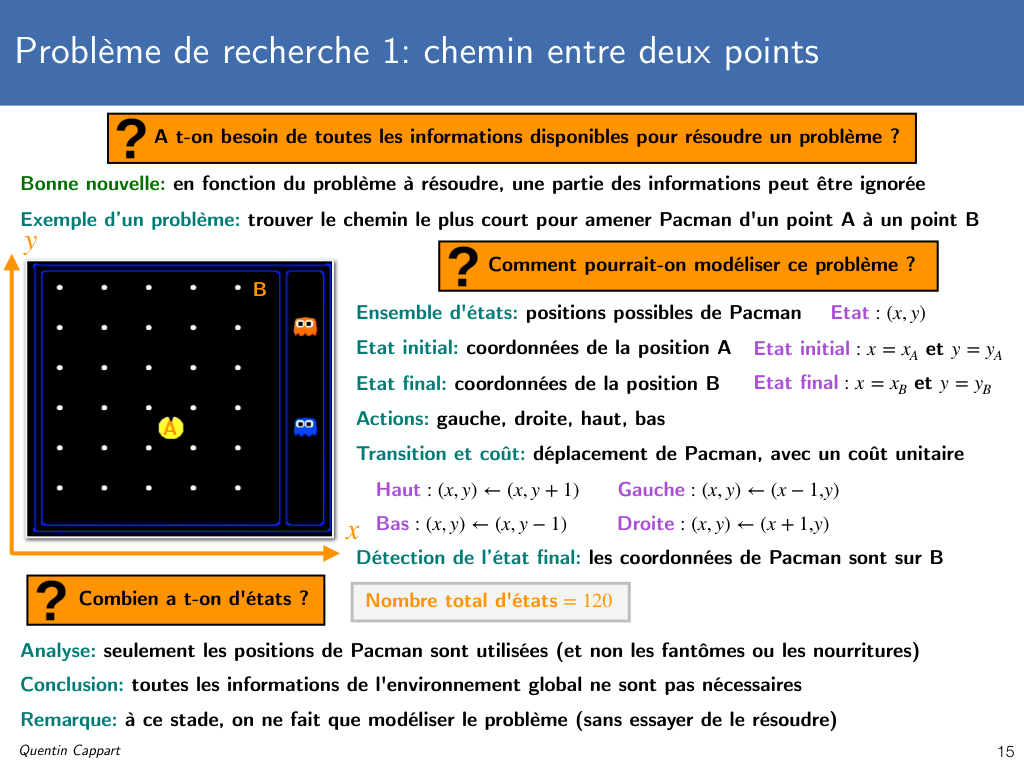 Problème de recherche 1: chemin entre deux points
? A t-on besoin de toutes les informations disponibles pour résoudre un problème ?
Bonne nouvelle: en fonction du problème à résoudre, une partie des informations peut être ignorée
Exemple d'un problème: trouver le chemin le plus court pour amener Pacman d'un point A à un point B
y
B
A
x
? Comment pourrait-on modéliser ce problème ?
Ensemble d'états: positions possibles de Pacman Etat : (x, y)
Etat initial: coordonnées de la position A Etat initial : x = x_A et y = y_A
Etat final: coordonnées de la position B Etat final : x = x_B et y = y_B
Actions: gauche, droite, haut, bas
Transition et coût: déplacement de Pacman, avec un coût unitaire
Haut : (x, y) ← (x, y + 1) Gauche : (x, y) ← (x − 1,y)
Bas : (x, y) ← (x, y − 1) Droite : (x, y) ← (x + 1,y)
Détection de l'état final: les coordonnées de Pacman sont sur B
? Combien a t-on d'états ?
Nombre total d'états = 120
Analyse: seulement les positions de Pacman sont utilisées (et non les fantômes ou les nourritures)
Conclusion: toutes les informations de l'environnement global ne sont pas nécessaires
Remarque: à ce stade, on ne fait que modéliser le problème (sans essayer de le résoudre)
Quentin Cappart
15